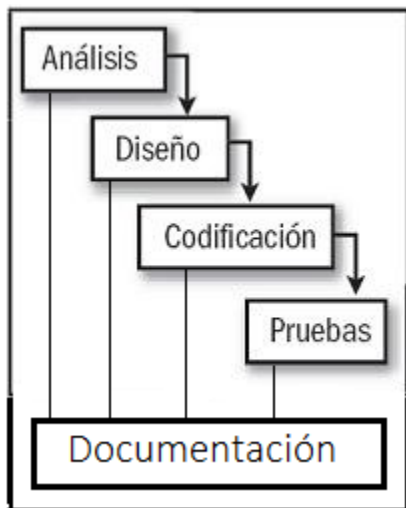 Análisis
Diseño
Codificación
Pruebas
Documentación